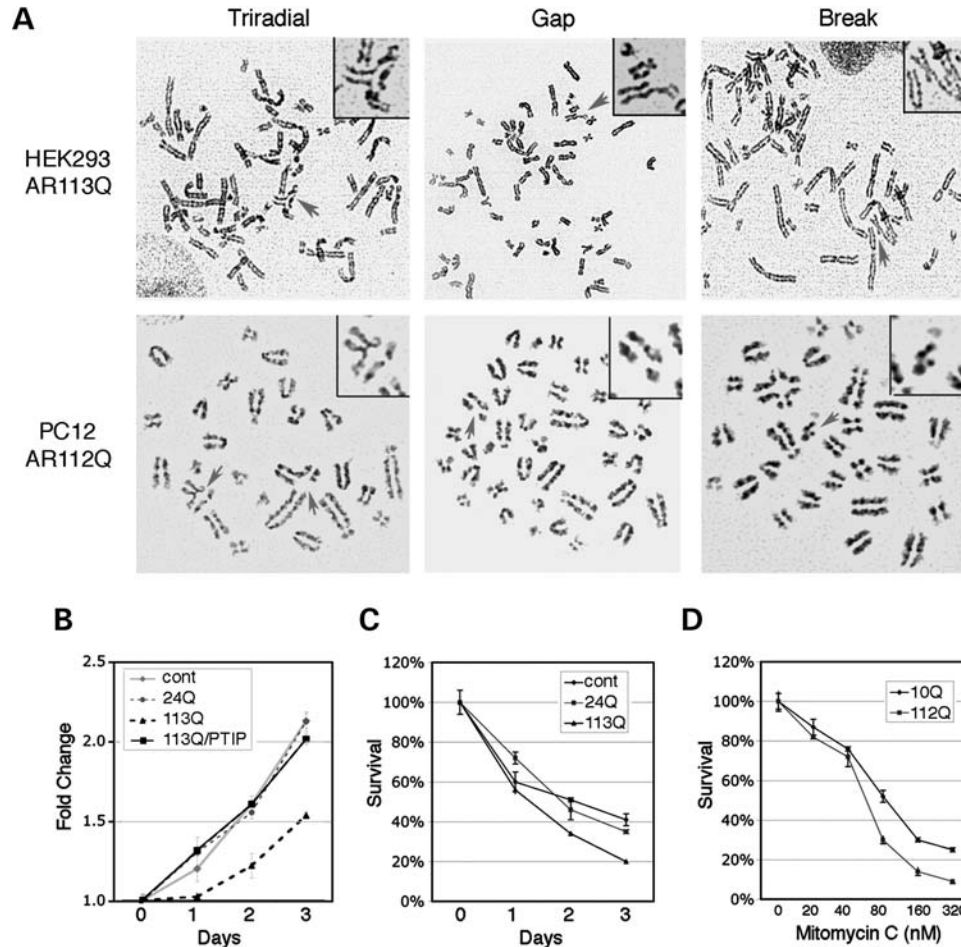 A
Triradial
Gap
Break
HEK293
AR113Q
PC12
AR112Q
B
Fold Change
2.5
2.0
1.5
1.0
cont
24Q
113Q
113Q/PTIP
0 1 2 3
Days
C
Survival
120%
100%
80%
60%
40%
20%
0%
cont
24Q
113Q
0 1 2 3
Days
D
Survival
120%
100%
80%
60%
40%
20%
0%
10Q
112Q
0 20 40 80 160 320
Mitomycin C (nM)